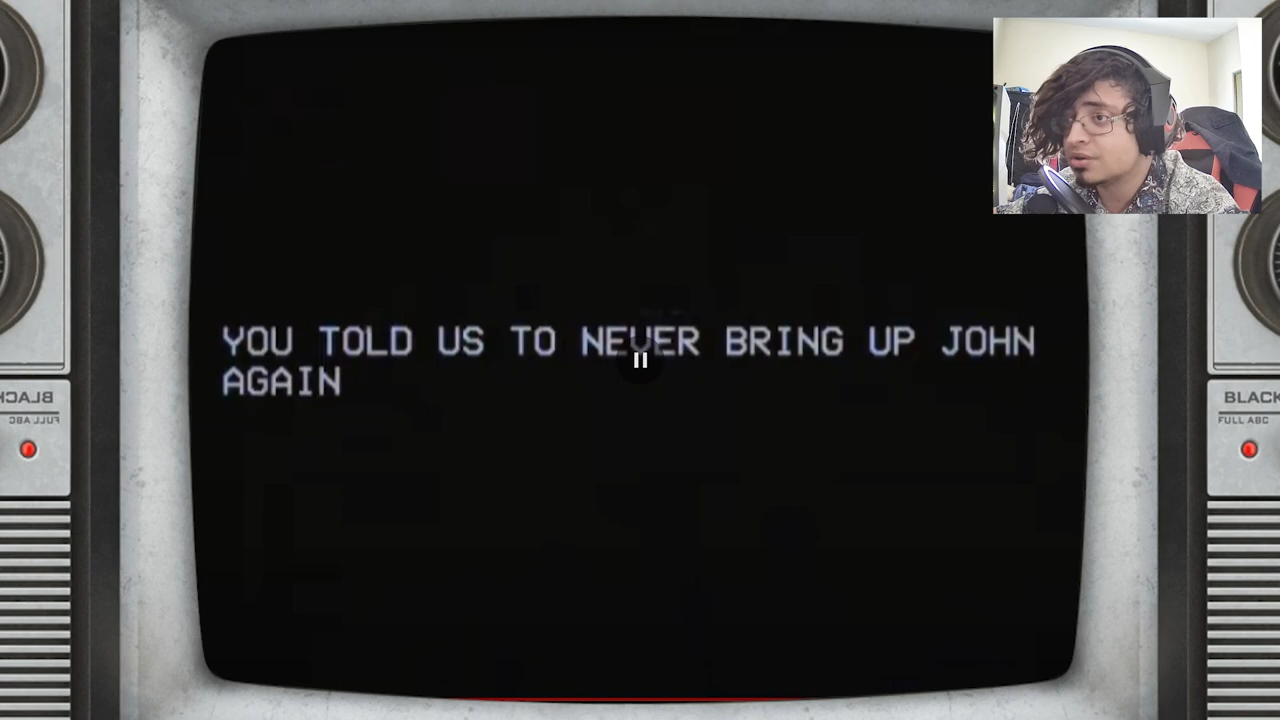 YOU TOLD US TO NEVER BRING UP JOHN
AGAIN
BLACK
FULL ABC
BLACK
FULL ABC